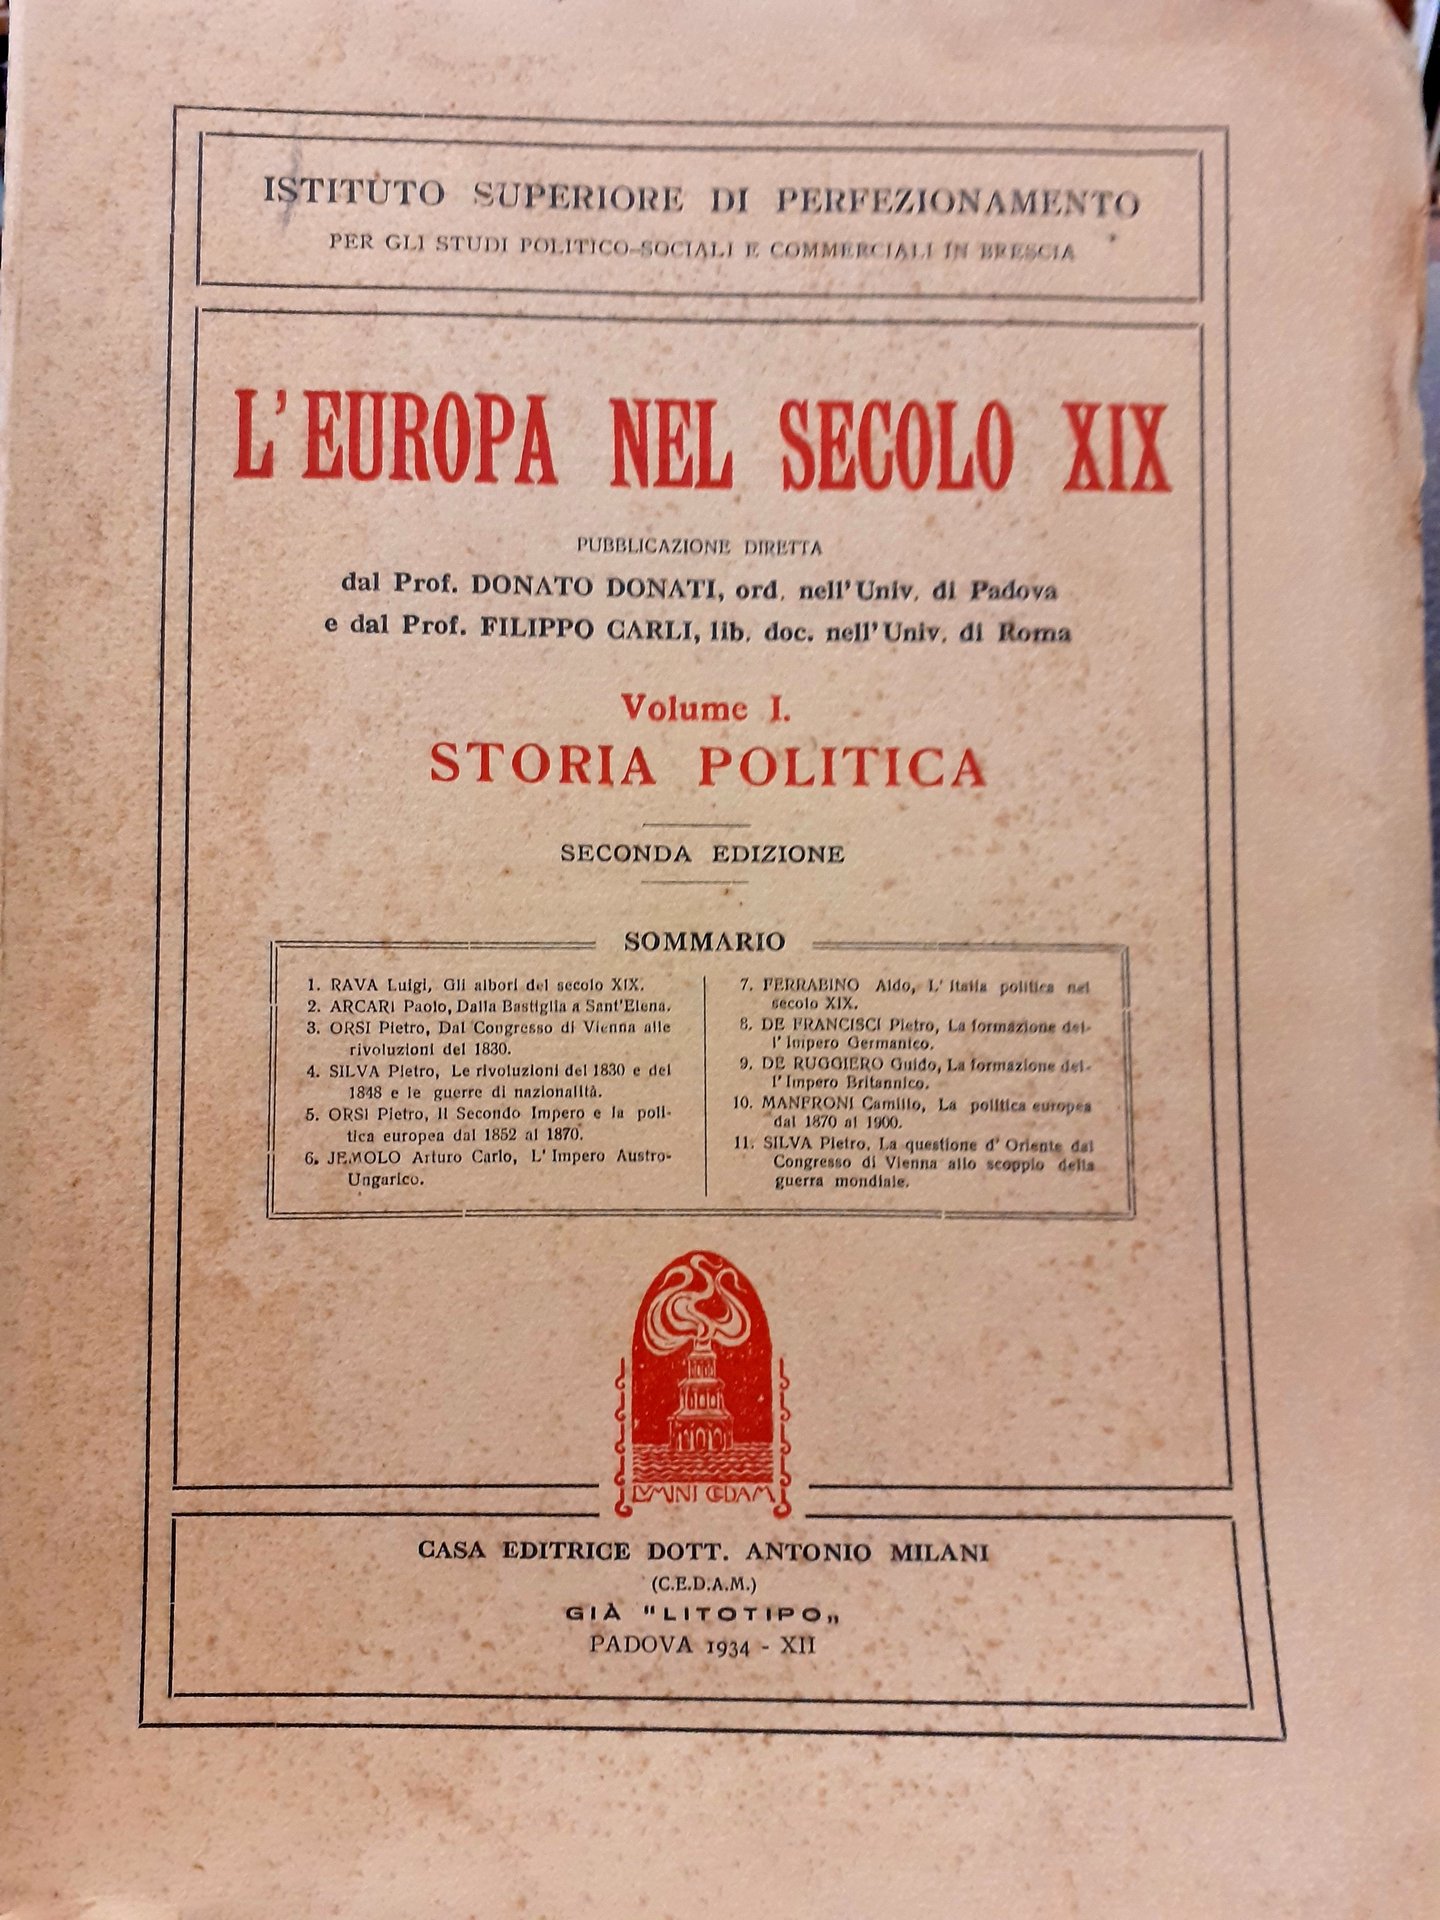 ISTITUTO SUPERIORE DI PERFEZIONAMENTO
PER GLI STUDI POLITICO-SOCIALI E COMMERCIALI IN BRESCIA
L'EUROPA NEL SECOLO XIX
PUBBLICAZIONE DIRETTA
dal Prof. DONATO DONATI, ord. nell'Univ. di Padova
e dal Prof. FILIPPO CARLI, lib. doc. nell'Univ. di Roma
Volume I.
STORIA POLITICA
SECONDA EDIZIONE
SOMMARIO
1. RAVA Luigi, Gli albori del secolo XIX.
2. ARCARI Paolo, Dalla Bastiglia a Sant'Elena.
3. ORSI Pietro, Dal Congresso di Vienna alle
rivoluzioni del 1830.
4. SILVA Pietro, Le rivoluzioni del 1830 e del
1848 e le guerre di nazionalità.
5. ORSI Pietro, Il Secondo Impero e la poli-
tica europea dal 1852 al 1870.
6. JEMOLO Arturo Carlo, L'Impero Austro-
Ungarico.
7. FERRABINO Aldo, L'Italia politica nel
secolo XIX.
8. DE FRANCISCI Pietro, La formazione del-
l'Impero Germanico.
9. DE RUGGIERO Guido, La formazione del-
l'Impero Britannico.
10. MANFRONI Camillo, La politica europea
dal 1870 al 1900.
11. SILVA Pietro, La questione d'Oriente dal
Congresso di Vienna allo scoppio della
guerra mondiale.
LVMINI CEDAM
CASA EDITRICE DOTT. ANTONIO MILANI
(C.E.D.A.M.)
GIÀ "LITOTIPO„
PADOVA 1934 - XII